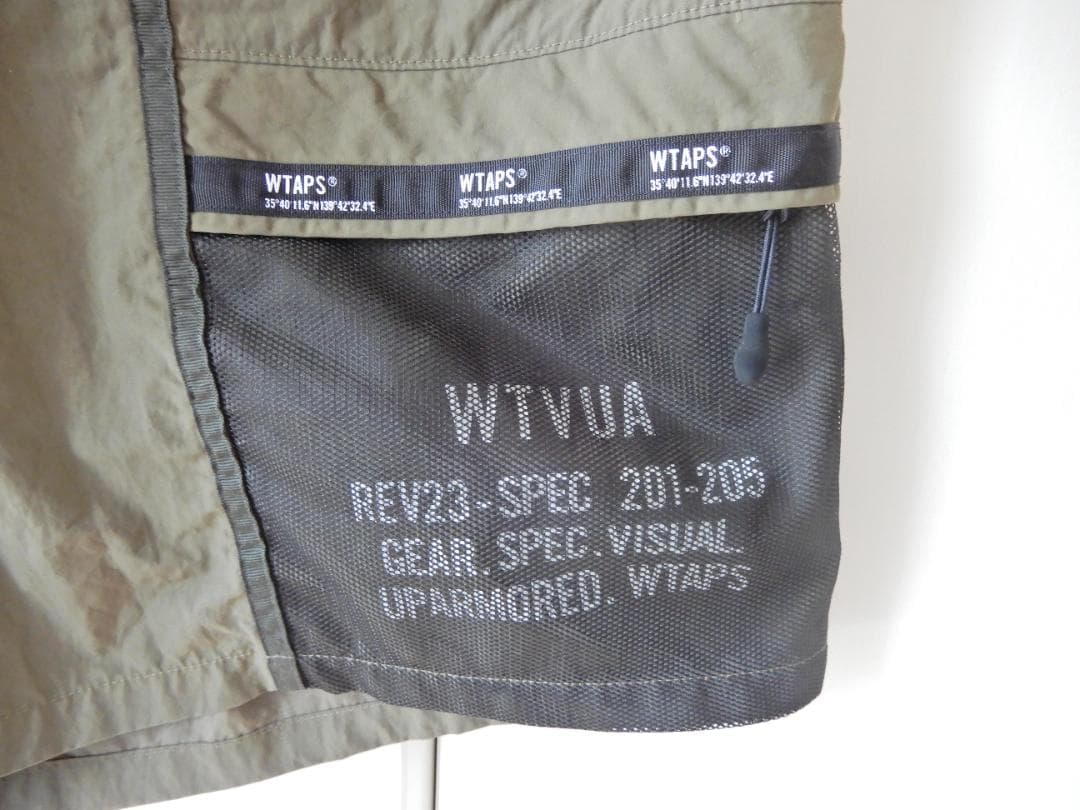 WTAPS® WTAPS® WTAPS®
35°40'11.6"N139°42'32.4"E 35°40'11.6"N139°42'32.4"E 35°40'11.6"N139°42'32.4"E
WTVUA
REV23-SPEC 201-205
GEAR. SPEC. VISUAL.
UPARMORED. WTAPS